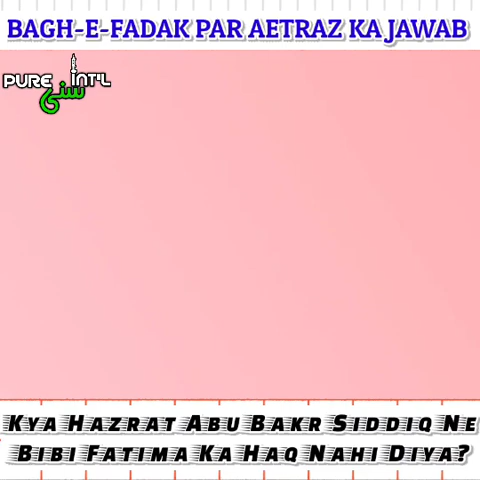 BAGH-E-FADAK PAR AETRAZ KA JAWAB
PURE سنی INT'L
KYA HAZRAT ABU BAKR SIDDIQ NE
BIBI FATIMA KA HAQ NAHI DIYA?